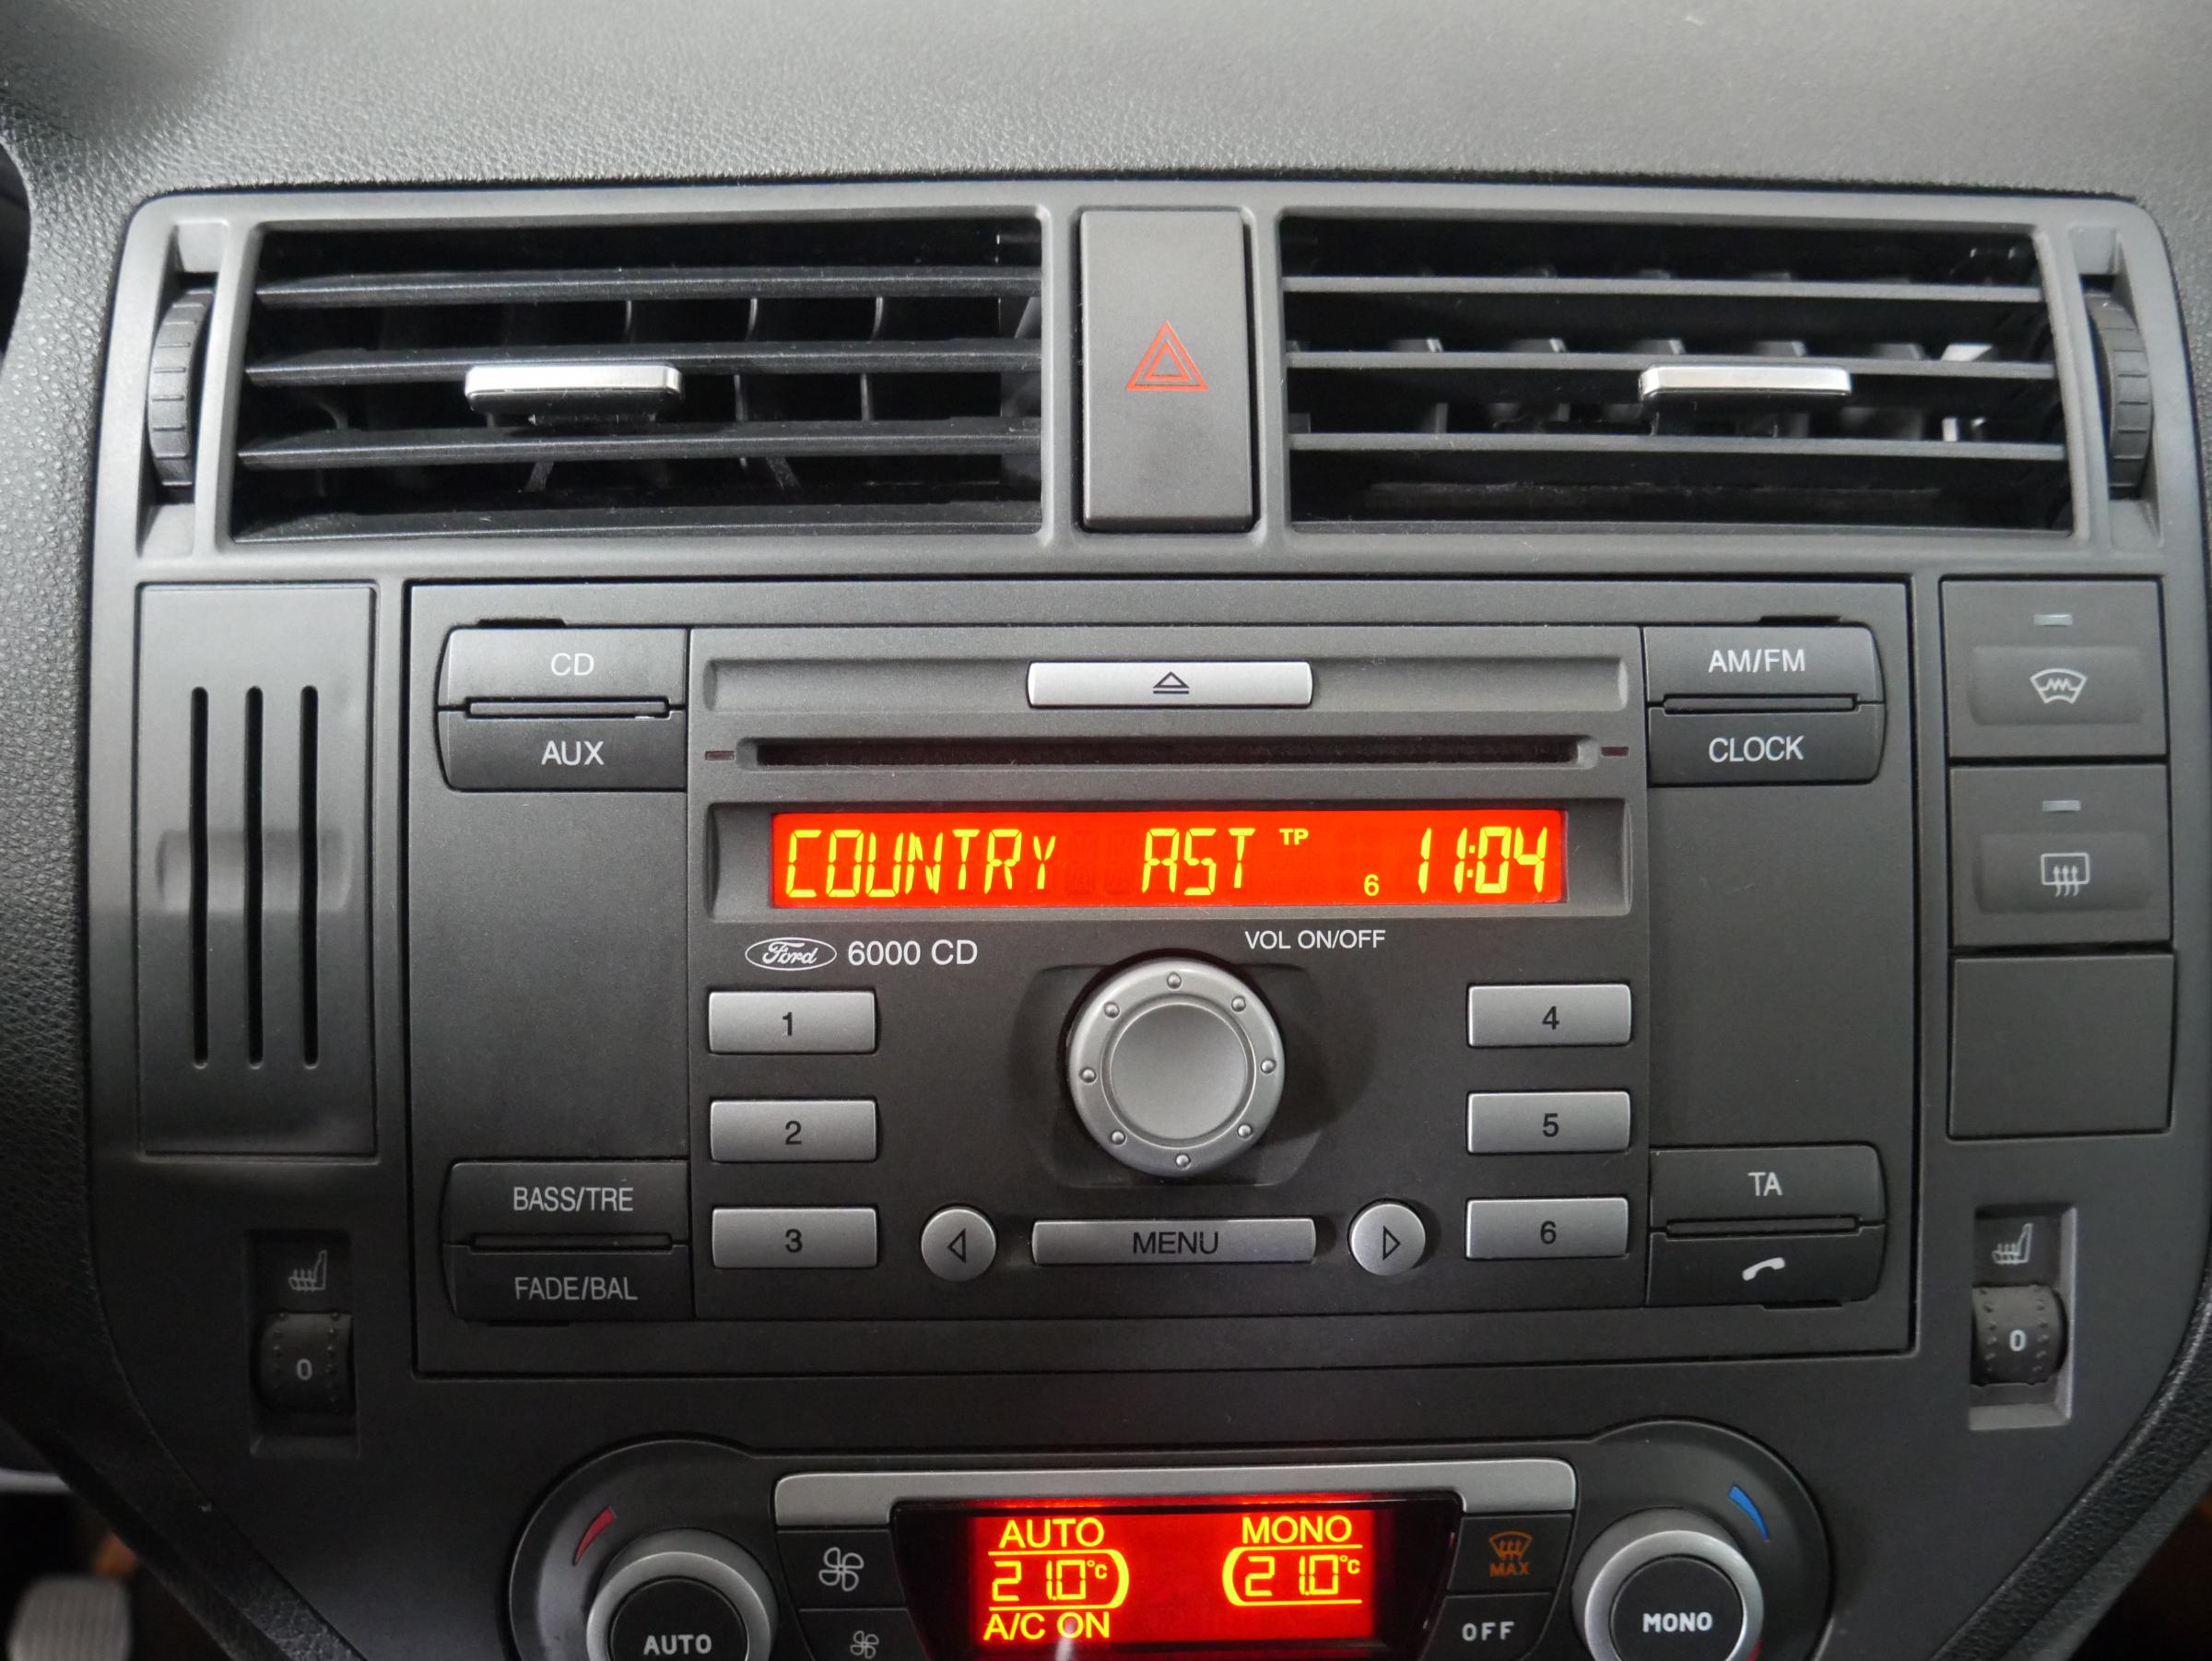 CD
AM/FM
AUX
CLOCK
COUNTRY AST TP 6 11:04
Ford 6000 CD
VOL ON/OFF
1
4
2
5
3
MENU
6
BASS/TRE
TA
FADE/BAL
0
0
AUTO MONO
21.0°C 21.0°C
A/C ON
MAX
OFF
AUTO
MONO